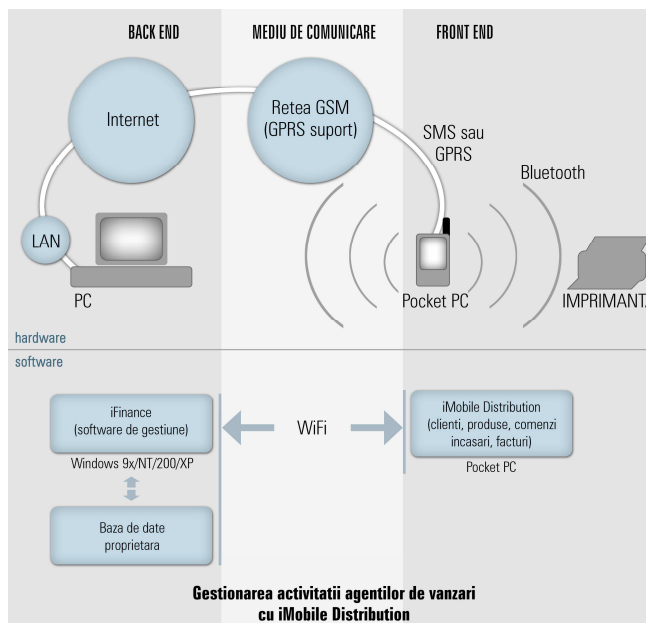 BACK END
MEDIU DE COMUNICARE
FRONT END
Internet
Retea GSM
(GPRS suport)
SMS sau
GPRS
Bluetooth
LAN
PC
Pocket PC
IMPRIMANTA
hardware
software
iFinance
(software de gestiune)
Windows 9x/NT/200/XP
WiFi
iMobile Distribution
(clienti, produse, comenzi
incasari, facturi)
Pocket PC
Baza de date
proprietara
Gestionarea activitatii agentilor de vanzari
cu iMobile Distribution